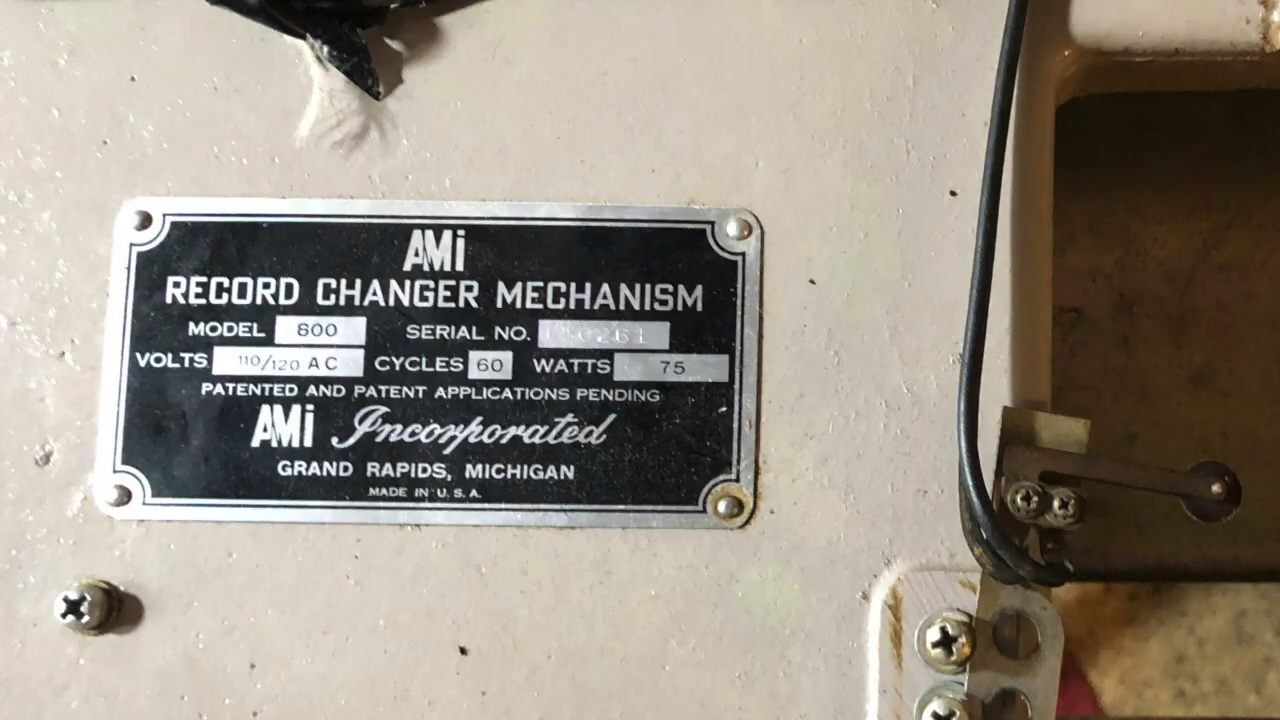 AMi
RECORD CHANGER MECHANISM
MODEL 800 SERIAL NO.
VOLTS 110/120 AC CYCLES 60 WATTS 75
PATENTED AND PATENT APPLICATIONS PENDING
AMi Incorporated
GRAND RAPIDS, MICHIGAN
MADE IN U.S.A.